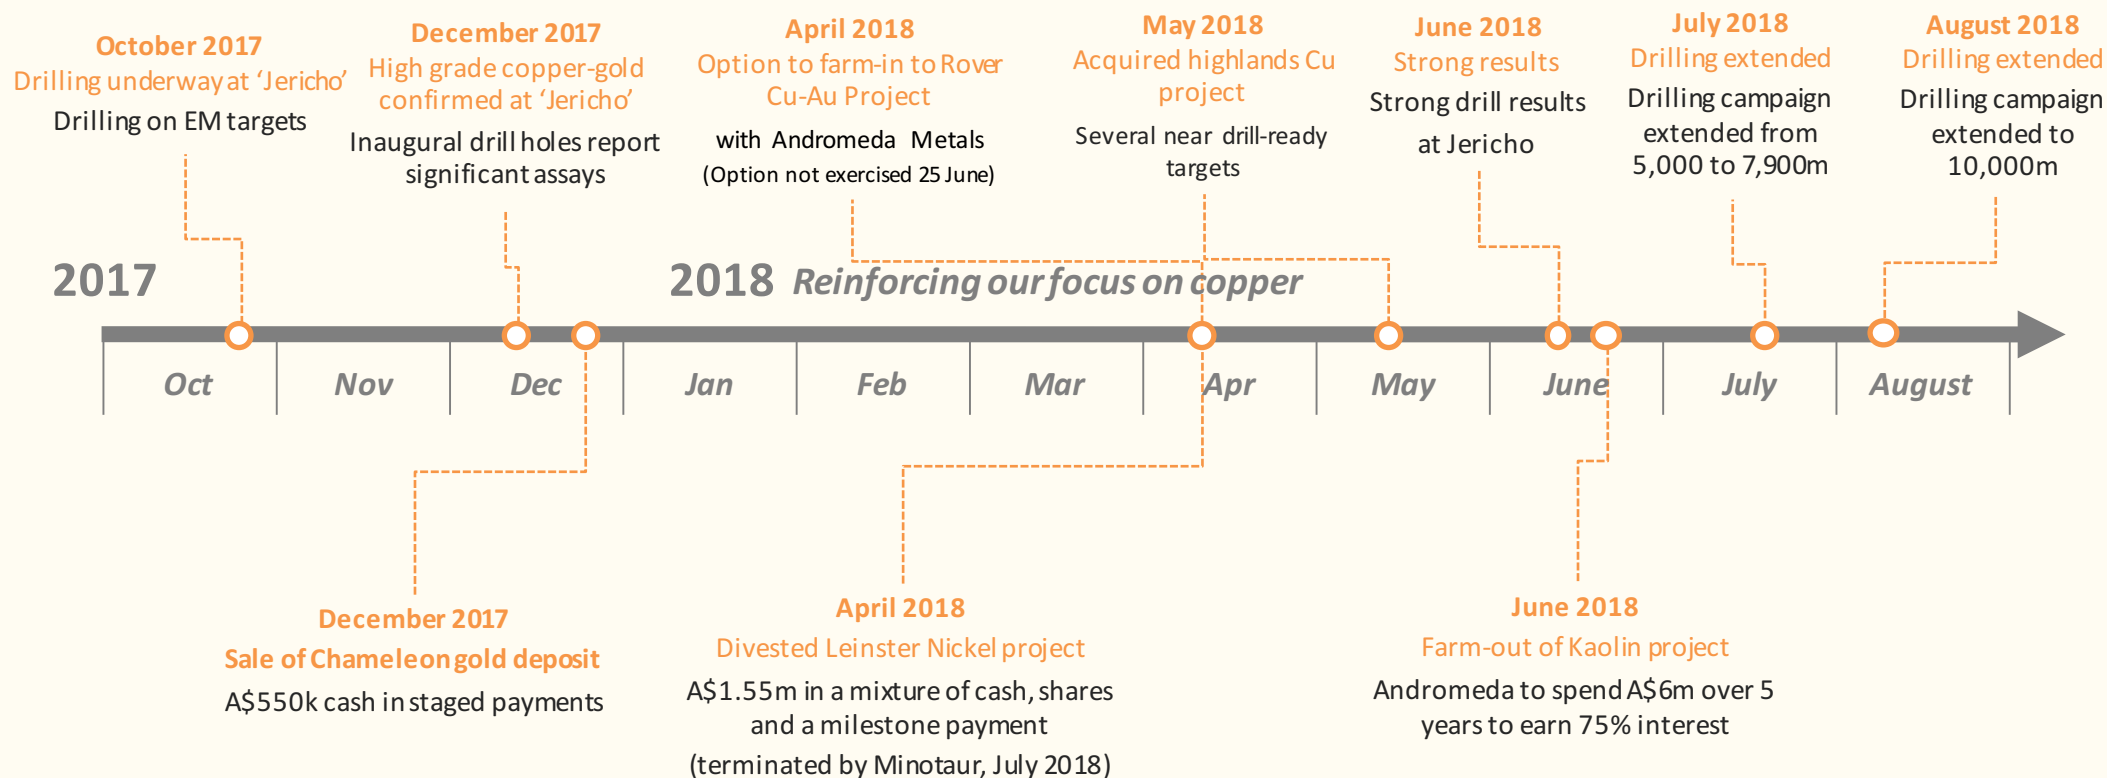 October 2017
Drilling underway at ‘Jericho’
Drilling on EM targets
December 2017
High grade copper-gold
confirmed at ‘Jericho’
Inaugural drill holes report
significant assays
April 2018
Option to farm-in to Rover
Cu-Au Project
with Andromeda Metals
(Option not exercised 25 June)
May 2018
Acquired highlands Cu
project
Several near drill-ready
targets
June 2018
Strong results
Strong drill results
at Jericho
July 2018
Drilling extended
Drilling campaign
extended from
5,000 to 7,900m
August 2018
Drilling extended
Drilling campaign
extended to
10,000m
2017
2018 Reinforcing our focus on copper
Oct
Nov
Dec
Jan
Feb
Mar
Apr
May
June
July
August
December 2017
Sale of Chameleon gold deposit
A$550k cash in staged payments
April 2018
Divested Leinster Nickel project
A$1.55m in a mixture of cash, shares
and a milestone payment
(terminated by Minotaur, July 2018)
June 2018
Farm-out of Kaolin project
Andromeda to spend A$6m over 5
years to earn 75% interest